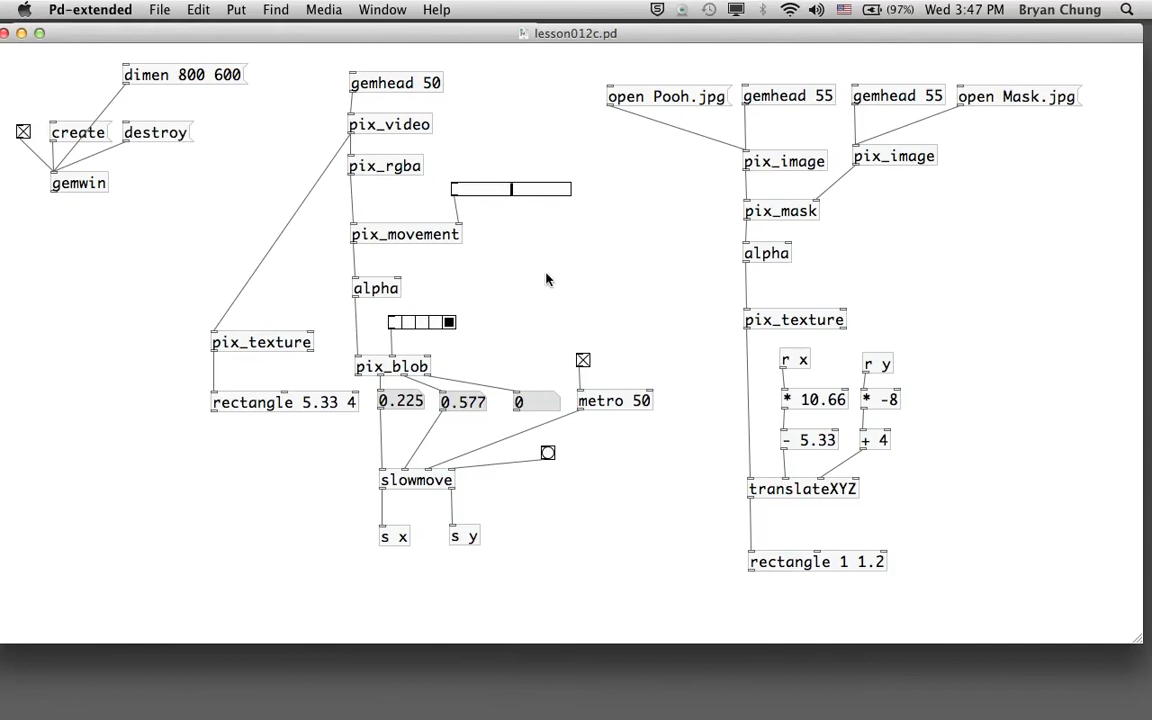 Pd-extended File Edit Find Put Media Window Help (97%) Wed 3:47 PM Bryan Chung
lesson012c.pd
dimen 800 600
create
destroy
gemwin
gemhead 50
pix_video
pix_rgba
pix_movement
alpha
pix_blob
pix_texture
rectangle 5.33 4
0.225
0.577
0
metro 50
slowmove
s x
s y
open Pooh.jpg
gemhead 55
gemhead 55
open Mask.jpg
pix_image
pix_image
pix_mask
alpha
pix_texture
r x
r y
* 10.66
* -8
- 5.33
+ 4
translateXYZ
rectangle 1 1.2